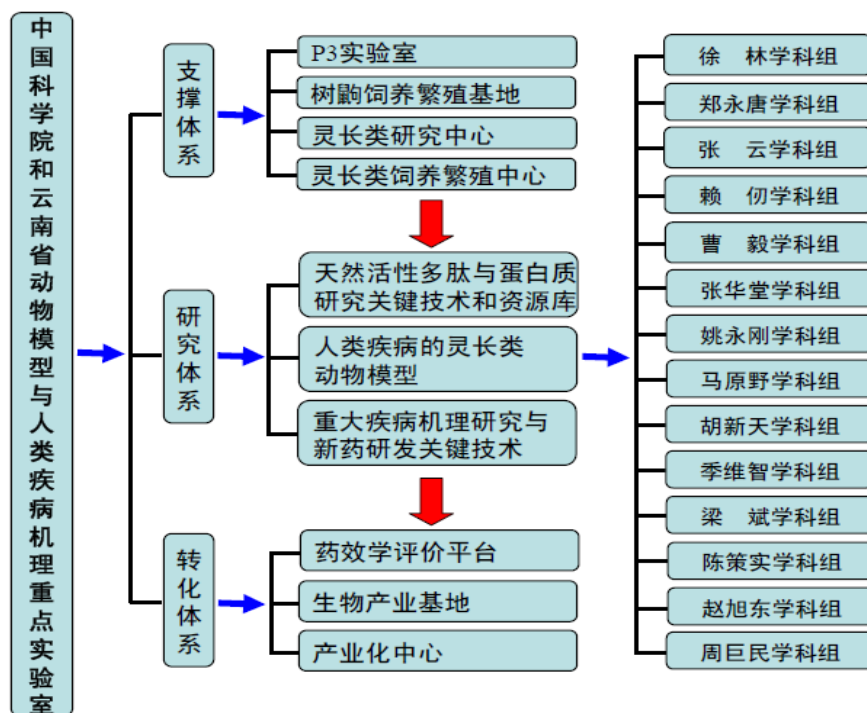 中国科学院和云南省动物模型与人类疾病机理重点实验室
支撑体系
P3实验室
树鼩饲养繁殖基地
灵长类研究中心
灵长类饲养繁殖中心
研究体系
天然活性多肽与蛋白质
研究关键技术和资源库
人类疾病的灵长类
动物模型
重大疾病机理研究与
新药研发关键技术
转化体系
药效学评价平台
生物产业基地
产业化中心
徐 林学科组
郑永唐学科组
张 云学科组
赖 仞学科组
曹 毅学科组
张华堂学科组
姚永刚学科组
马原野学科组
胡新天学科组
季维智学科组
梁 斌学科组
陈策实学科组
赵旭东学科组
周巨民学科组